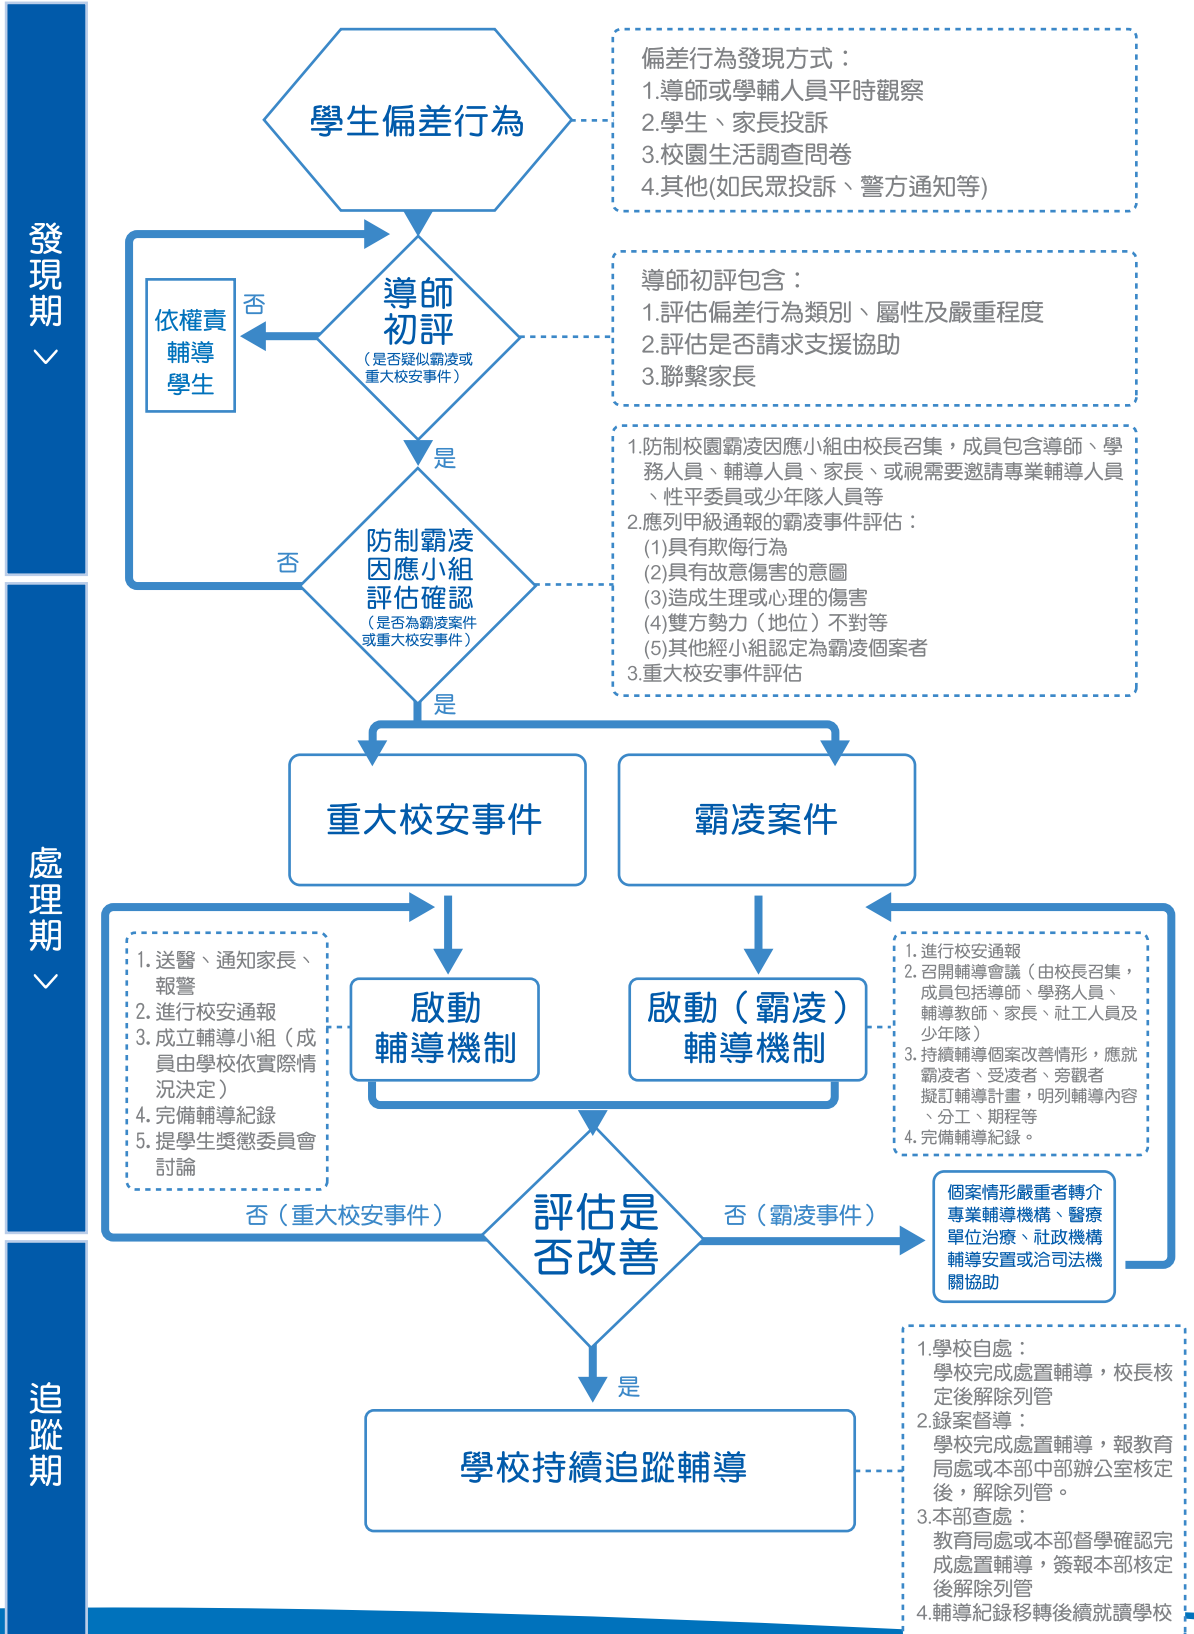 發現期
學生偏差行為
偏差行為發現方式：
1.導師或學輔人員平時觀察
2.學生、家長投訴
3.校園生活調查問卷
4.其他(如民眾投訴、警方通知等)
導師
初評
（是否疑似霸凌或
重大校安事件）
否
依權責
輔導
學生
是
導師初評包含：
1.評估偏差行為類別、屬性及嚴重程度
2.評估是否請求支援協助
3.聯繫家長
防制霸凌
因應小組
評估確認
（是否為霸凌案件
或重大校安事件）
否
是
1.防制校園霸凌因應小組由校長召集，成員包含導師、學
務人員、輔導人員、家長、或視需要邀請專業輔導人員
、性平委員或少年隊人員等
2.應列甲級通報的霸凌事件評估：
(1)具有欺侮行為
(2)具有故意傷害的意圖
(3)造成生理或心理的傷害
(4)雙方勢力（地位）不對等
(5)其他經小組認定為霸凌個案者
3.重大校安事件評估
處理期
重大校安事件
霸凌案件
1. 送醫、通知家長、
報警
2. 進行校安通報
3. 成立輔導小組（成
員由學校依實際情
況決定）
4. 完備輔導紀錄
5. 提學生獎懲委員會
討論
啟動
輔導機制
啟動（霸凌）
輔導機制
1. 進行校安通報
2. 召開輔導會議（由校長召集，
成員包括導師、學務人員、
輔導教師、家長、社工人員及
少年隊）
3. 持續輔導個案改善情形，應就
霸凌者、受凌者、旁觀者
擬訂輔導計畫，明列輔導內容
、分工、期程等
4. 完備輔導紀錄。
評估是
否改善
否（重大校安事件）
否（霸凌事件）
個案情形嚴重者轉介
專業輔導機構、醫療
單位治療、社政機構
輔導安置或洽司法機
關協助
是
追蹤期
學校持續追蹤輔導
1.學校自處：
學校完成處置輔導，校長核
定後解除列管
2.錄案督導：
學校完成處置輔導，報教育
局處或本部中部辦公室核定
後，解除列管。
3.本部查處：
教育局處或本部督學確認完
成處置輔導，簽報本部核定
後解除列管
4.輔導紀錄移轉後續就讀學校